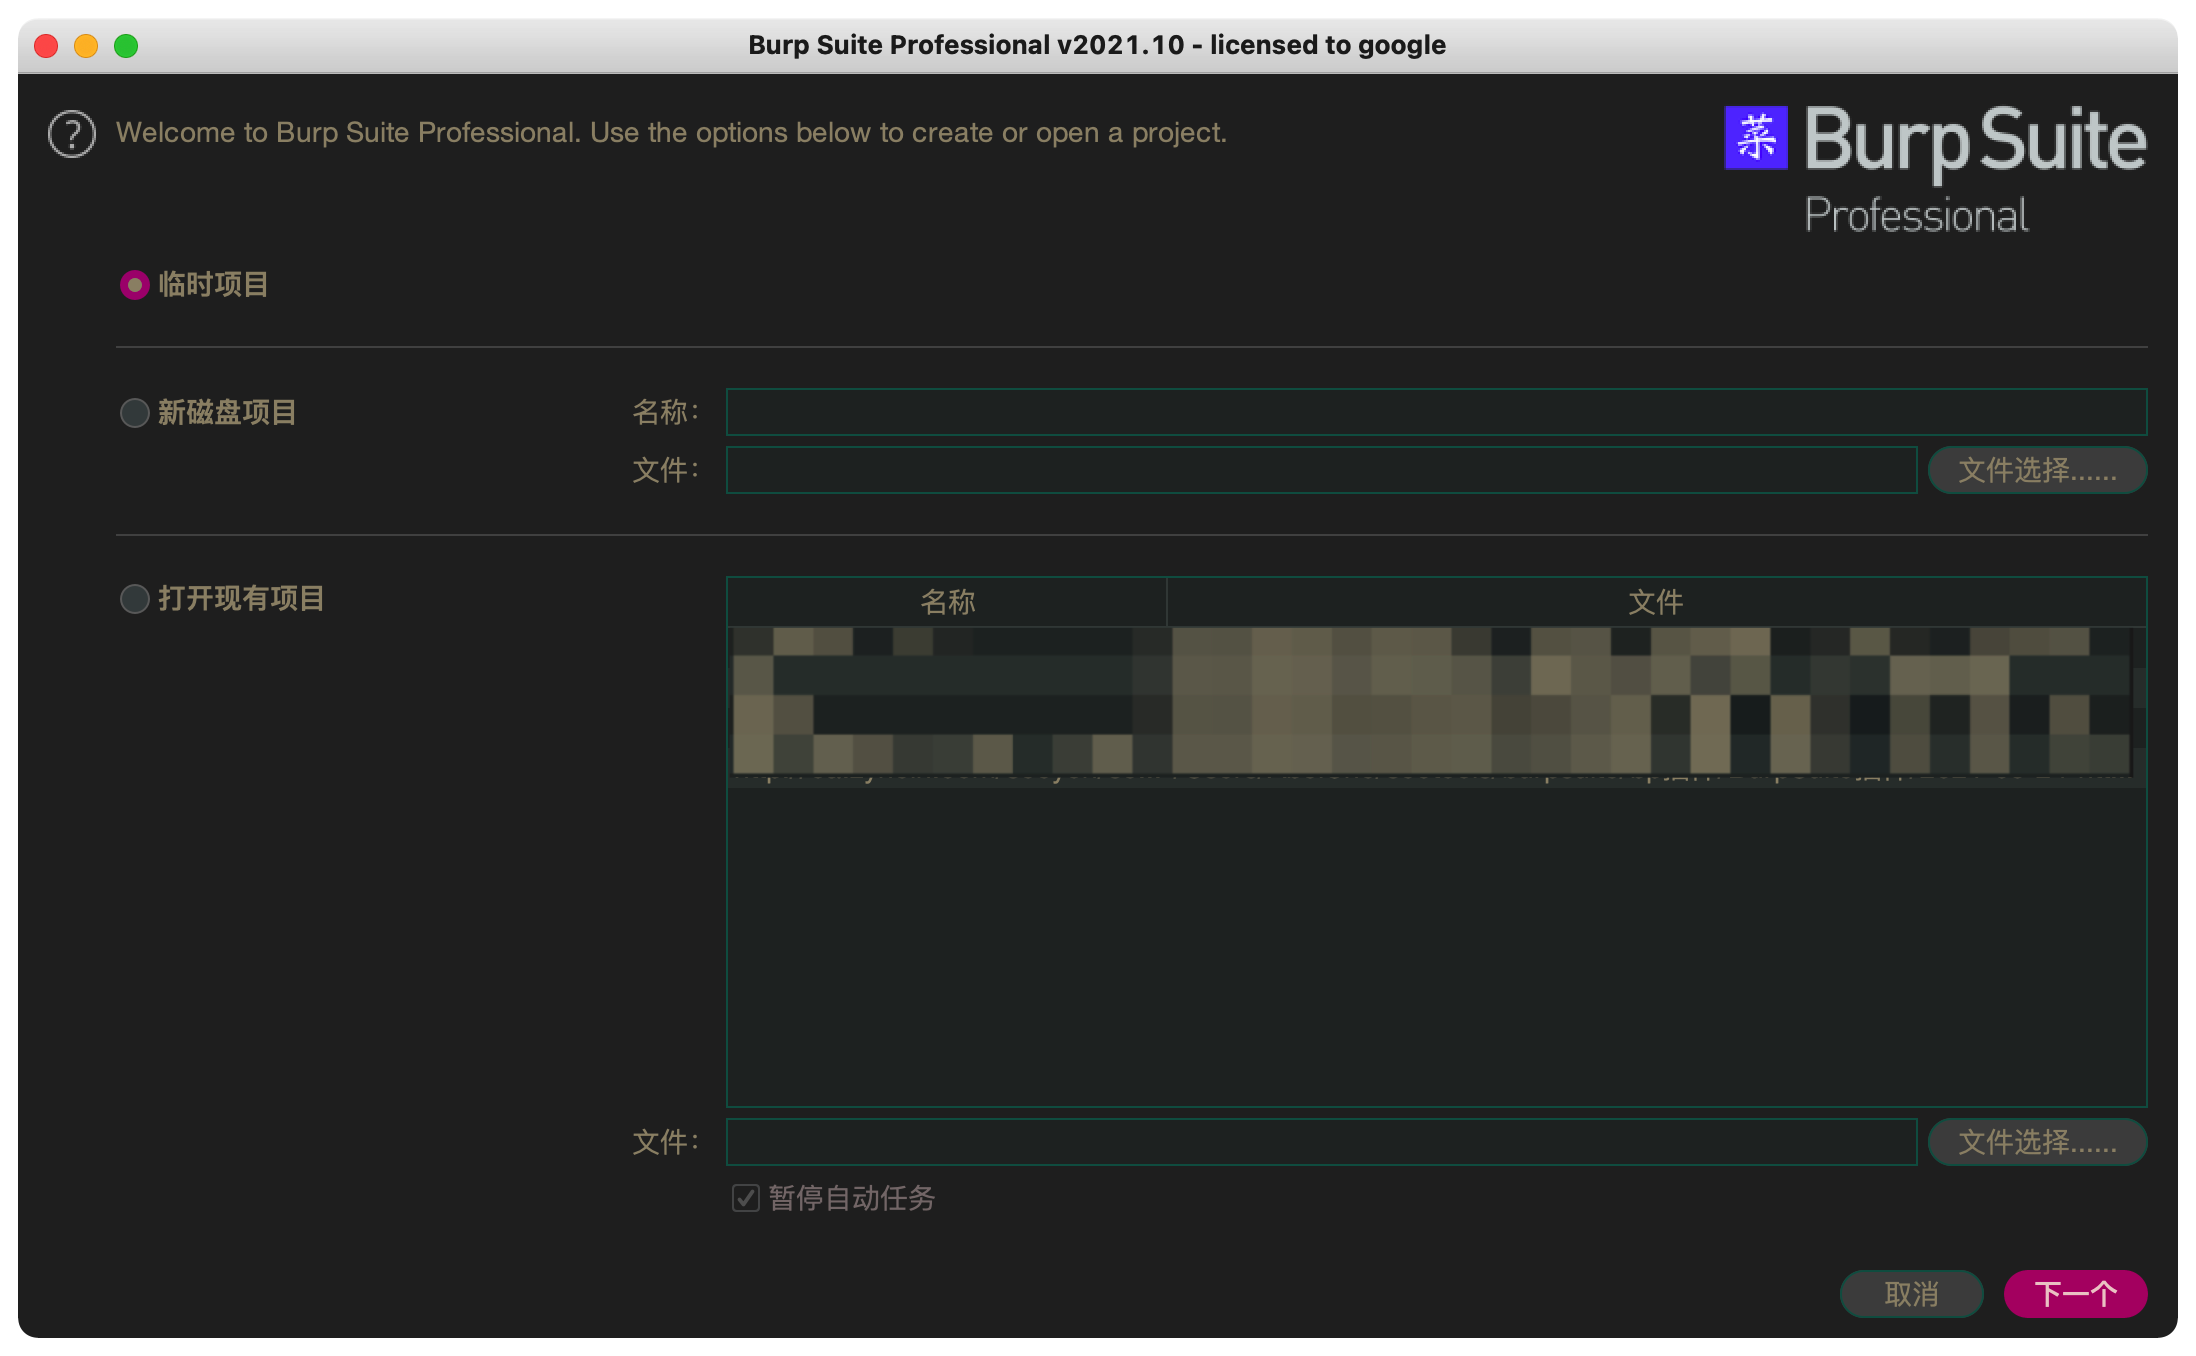 Burp Suite Professional v2021.10 - licensed to google
?
Welcome to Burp Suite Professional. Use the options below to create or open a project.
菜 Burp Suite
Professional
临时项目
新磁盘项目
名称：
文件：
文件选择......
打开现有项目
名称
文件
文件：
文件选择......
暂停自动任务
取消
下一个